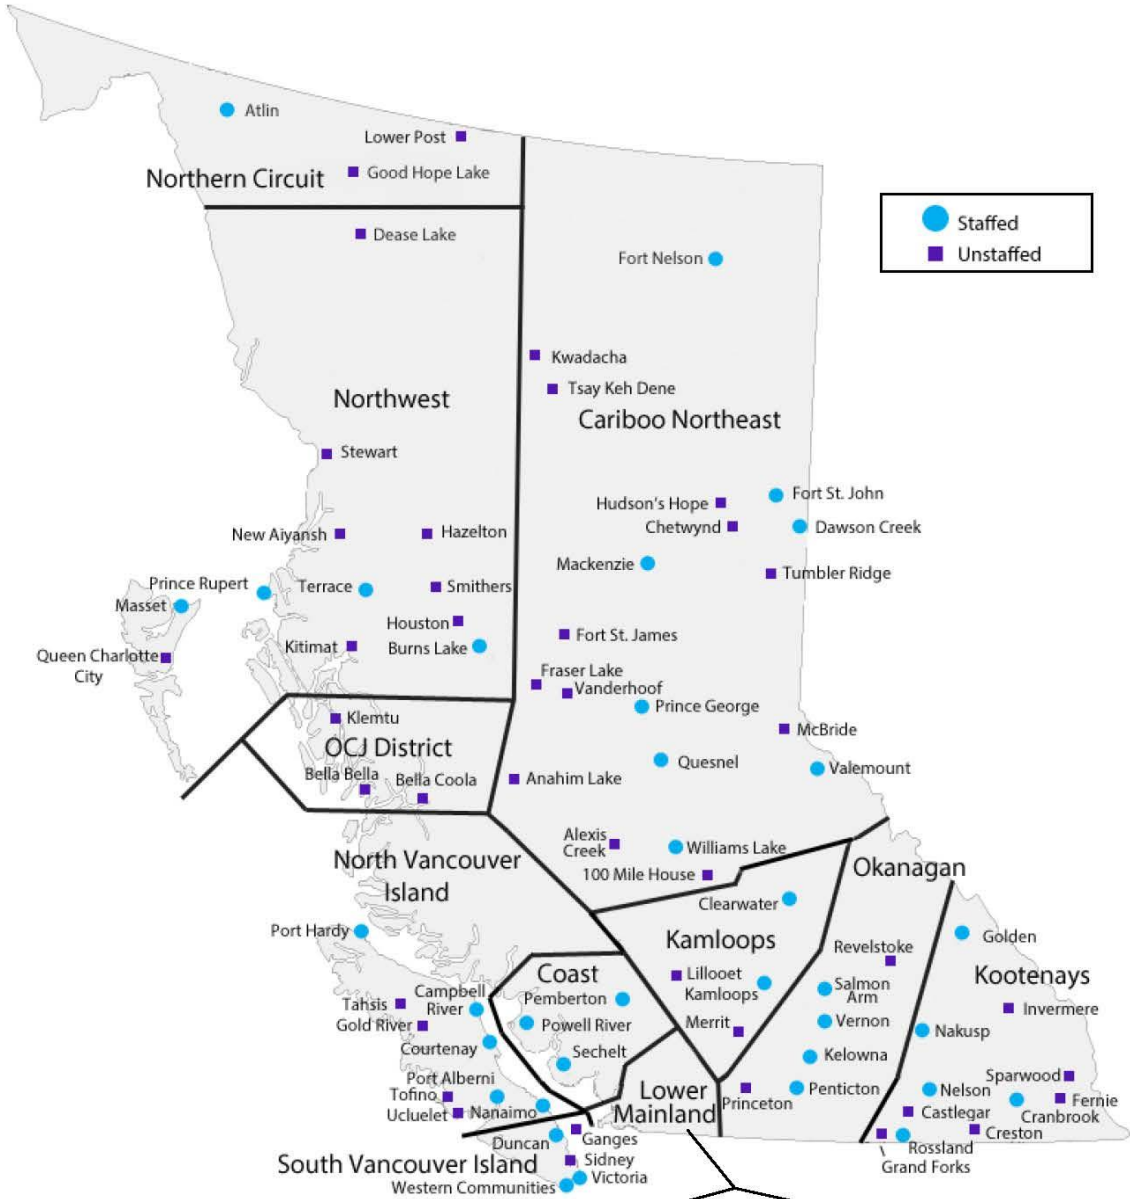 Atlin
Lower Post
Northern Circuit
Good Hope Lake
Staffed
Unstaffed
Dease Lake
Fort Nelson
Kwadacha
Tsay Keh Dene
Northwest
Cariboo Northeast
Stewart
Fort St. John
Hudson's Hope
Chetwynd
Dawson Creek
New Aiyansh
Hazelton
Mackenzie
Tumbler Ridge
Prince Rupert
Terrace
Smithers
Masset
Houston
Fort St. James
Kitimat
Burns Lake
Queen Charlotte
City
Fraser Lake
Vanderhoof
Prince George
Klemtu
McBride
OCJ District
Quesnel
Valemount
Bella Bella
Bella Coola
Anahim Lake
Alexis
Creek
Williams Lake
North Vancouver
Island
100 Mile House
Okanagan
Clearwater
Port Hardy
Kamloops
Revelstoke
Golden
Coast
Lillooet
Kamloops
Kootenays
Salmon
Arm
Campbell
River
Pemberton
Tahsis
Gold River
Powell River
Merrit
Vernon
Invermere
Nakusp
Courtenay
Sechelt
Kelowna
Port Alberni
Tofino
Ucluelet
Nanaimo
Lower
Mainland
Princeton
Penticton
Nelson
Sparwood
Fernie
Cranbrook
Castlegar
Creston
Duncan
Ganges
Rossland
Grand Forks
South Vancouver Island
Sidney
Victoria
Western Communities